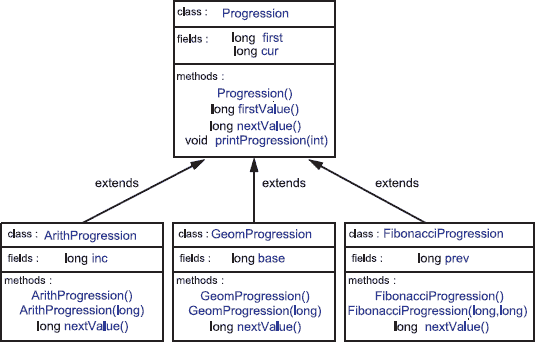 class : Progression
fields : long first
long cur
methods :
Progression()
long firstValue()
long nextValue()
void printProgression(int)
extends
extends
extends
class : ArithProgression
fields : long inc
methods :
ArithProgression()
ArithProgression(long)
long nextValue()
class : GeomProgression
fields : long base
methods :
GeomProgression()
GeomProgression(long)
long nextValue()
class : FibonacciProgression
fields : long prev
methods :
FibonacciProgression()
FibonacciProgression(long,long)
long nextValue()